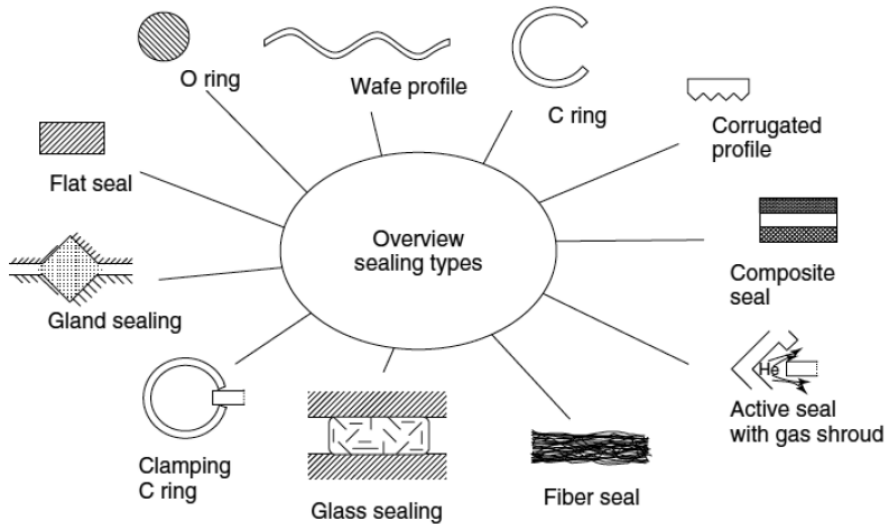 O ring
Wafe profile
C ring
Corrugated
profile
Flat seal
Overview
sealing types
Composite
seal
Gland sealing
He
Active seal
with gas shroud
Clamping
C ring
Glass sealing
Fiber seal